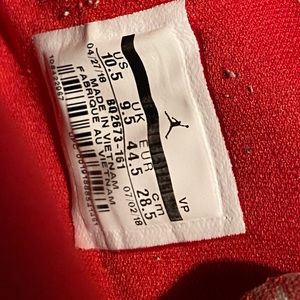 VP
US UK EUR cm
10.5 9.5 44.5 28.5
BQ2673-161
04/27/18 07/02/18
MADE IN VIETNAM
FABRIQUE AU VIETNAM